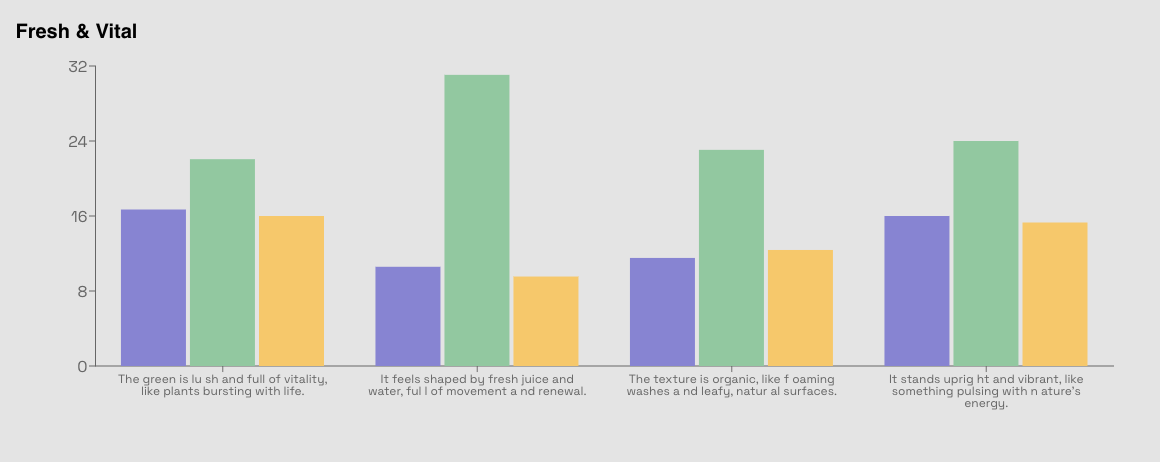 Fresh & Vital
32
24
16
8
0
The green is lu sh and full of vitality,
like plants bursting with life.
It feels shaped by fresh juice and
water, ful l of movement a nd renewal.
The texture is organic, like f oaming
washes a nd leafy, natur al surfaces.
It stands uprig ht and vibrant, like
something pulsing with n ature's
energy.